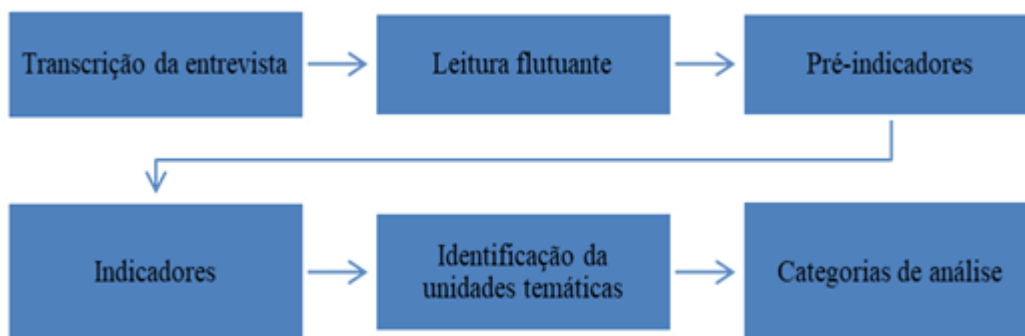 Transcrição da entrevista
Leitura flutuante
Pré-indicadores
Indicadores
Identificação da
unidades temáticas
Categorias de análise